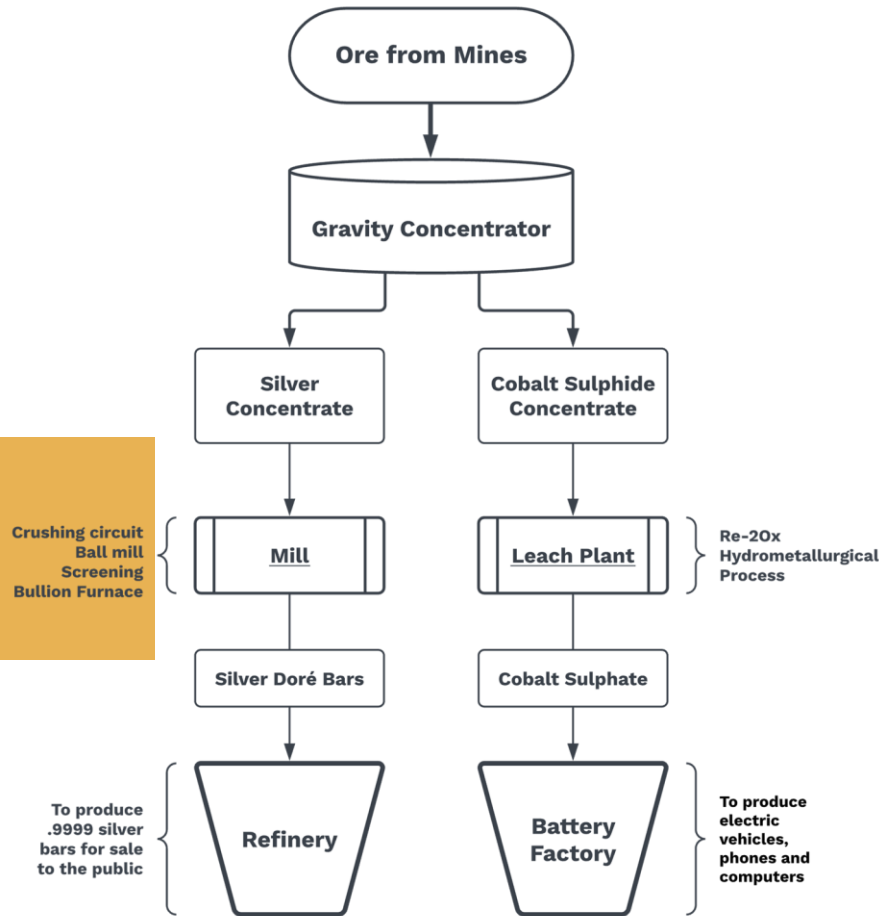 Ore from Mines
Gravity Concentrator
Silver
Concentrate
Cobalt Sulphide
Concentrate
Crushing circuit
Ball mill
Screening
Bullion Furnace
Mill
Leach Plant
Re-2Ox
Hydrometallurgical
Process
Silver Doré Bars
Cobalt Sulphate
To produce
.9999 silver
bars for sale
to the public
Refinery
Battery
Factory
To produce
electric
vehicles,
phones and
computers